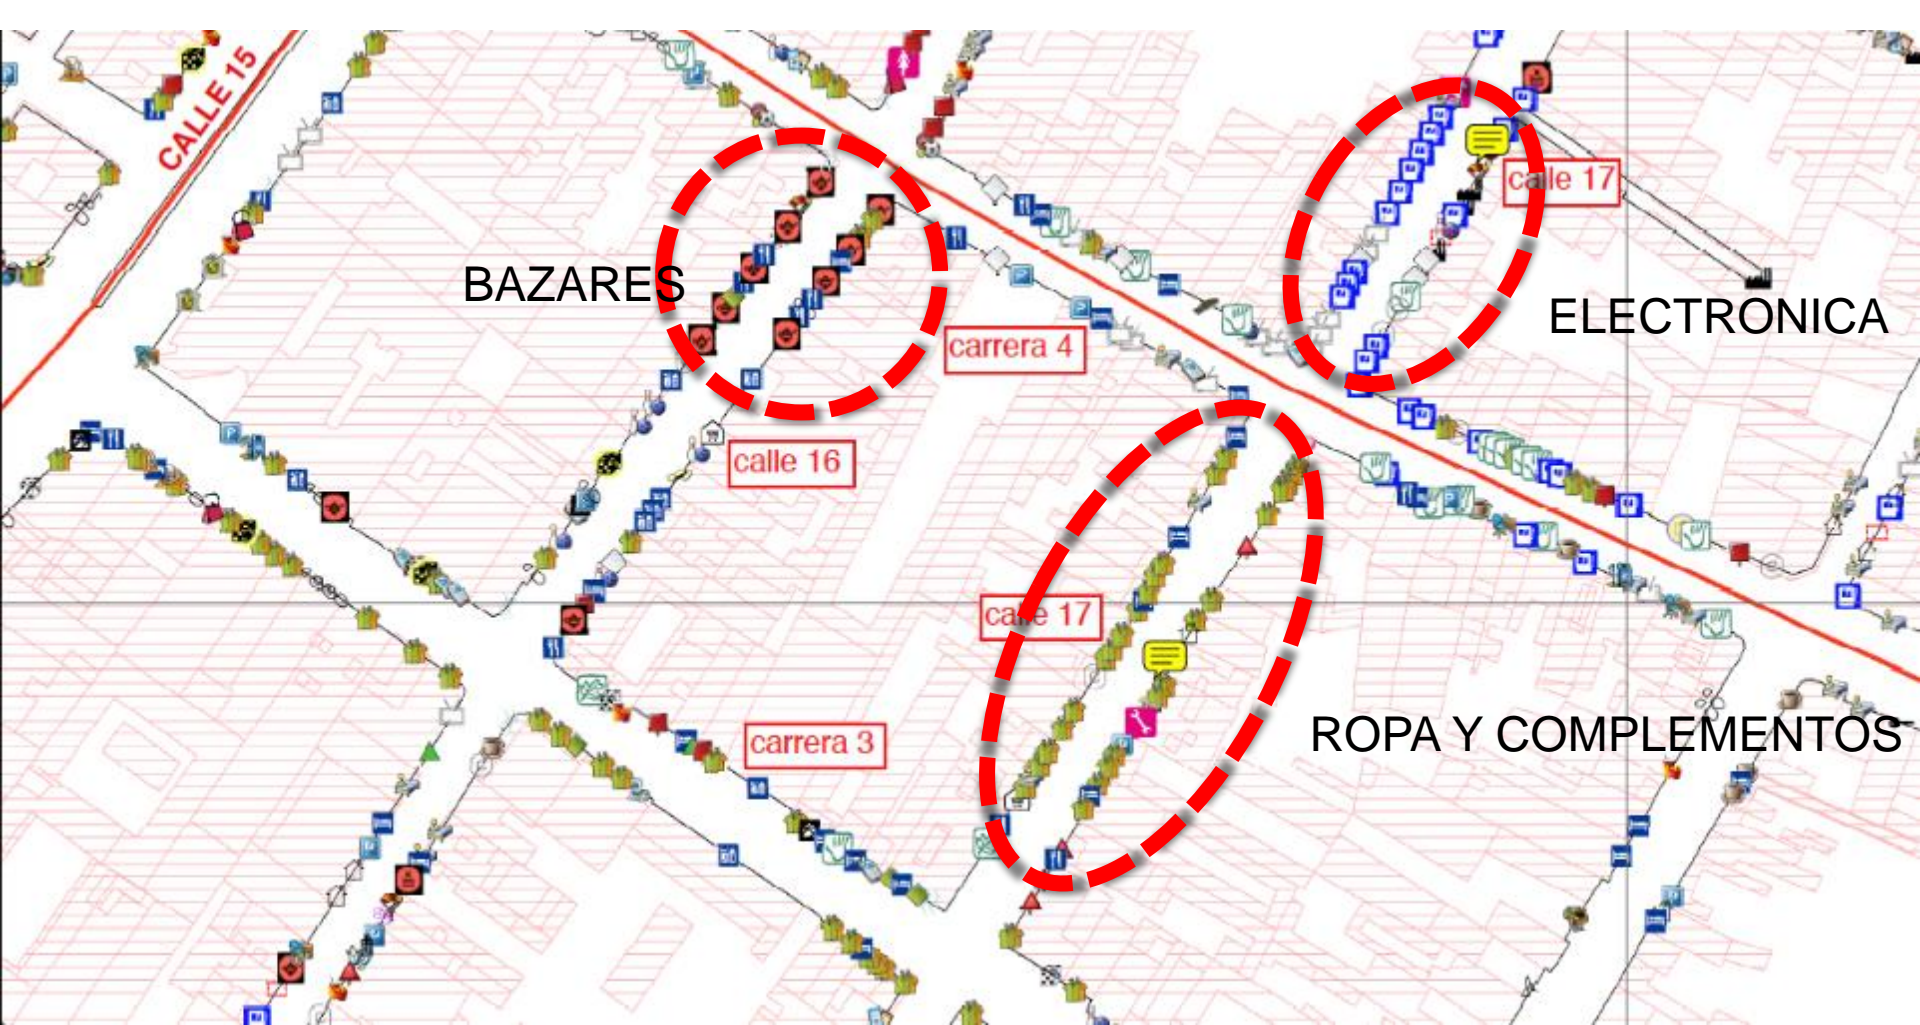 CALLE 15
BAZARES
calle 17
ELECTRONICA
carrera 4
calle 16
calle 17
carrera 3
ROPA Y COMPLEMENTOS